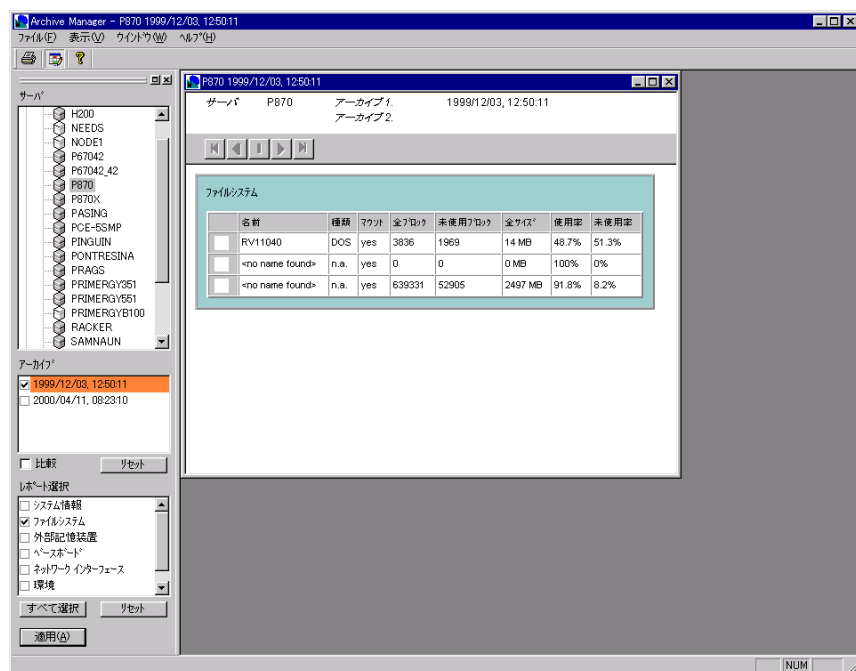 Archive Manager - P870 1999/12/03, 12:50:11
ファイル(F) 表示(V) ウインドウ(W) ヘルプ(H)
サーバ
H200
NEEDS
NODE1
P67042
P67042_42
P870
P870X
PASING
PCE-5SMP
PINGUIN
PONTRESINA
PRAGS
PRIMERGY351
PRIMERGY551
PRIMERGYB100
RACKER
SAMNAUN
アーカイブ
1999/12/03, 12:50:11
2000/04/11, 08:23:10
比較 リセット
レポート選択
システム情報
ファイルシステム
外部記憶装置
ベースボード
ネットワーク インターフェース
環境
すべて選択 リセット
適用(A)
P870 1999/12/03, 12:50:11
サーバ P870 アーカイブ 1. 1999/12/03, 12:50:11
アーカイブ 2.
ファイルシステム
名前 種類 マウント 全ブロック 未使用ブロック 全サイズ 使用率 未使用率
RV11040 DOS yes 3836 1969 14 MB 48.7% 51.3%
<no name found> n.a. yes 0 0 0 MB 100% 0%
<no name found> n.a. yes 639331 52905 2497 MB 91.8% 8.2%
NUM